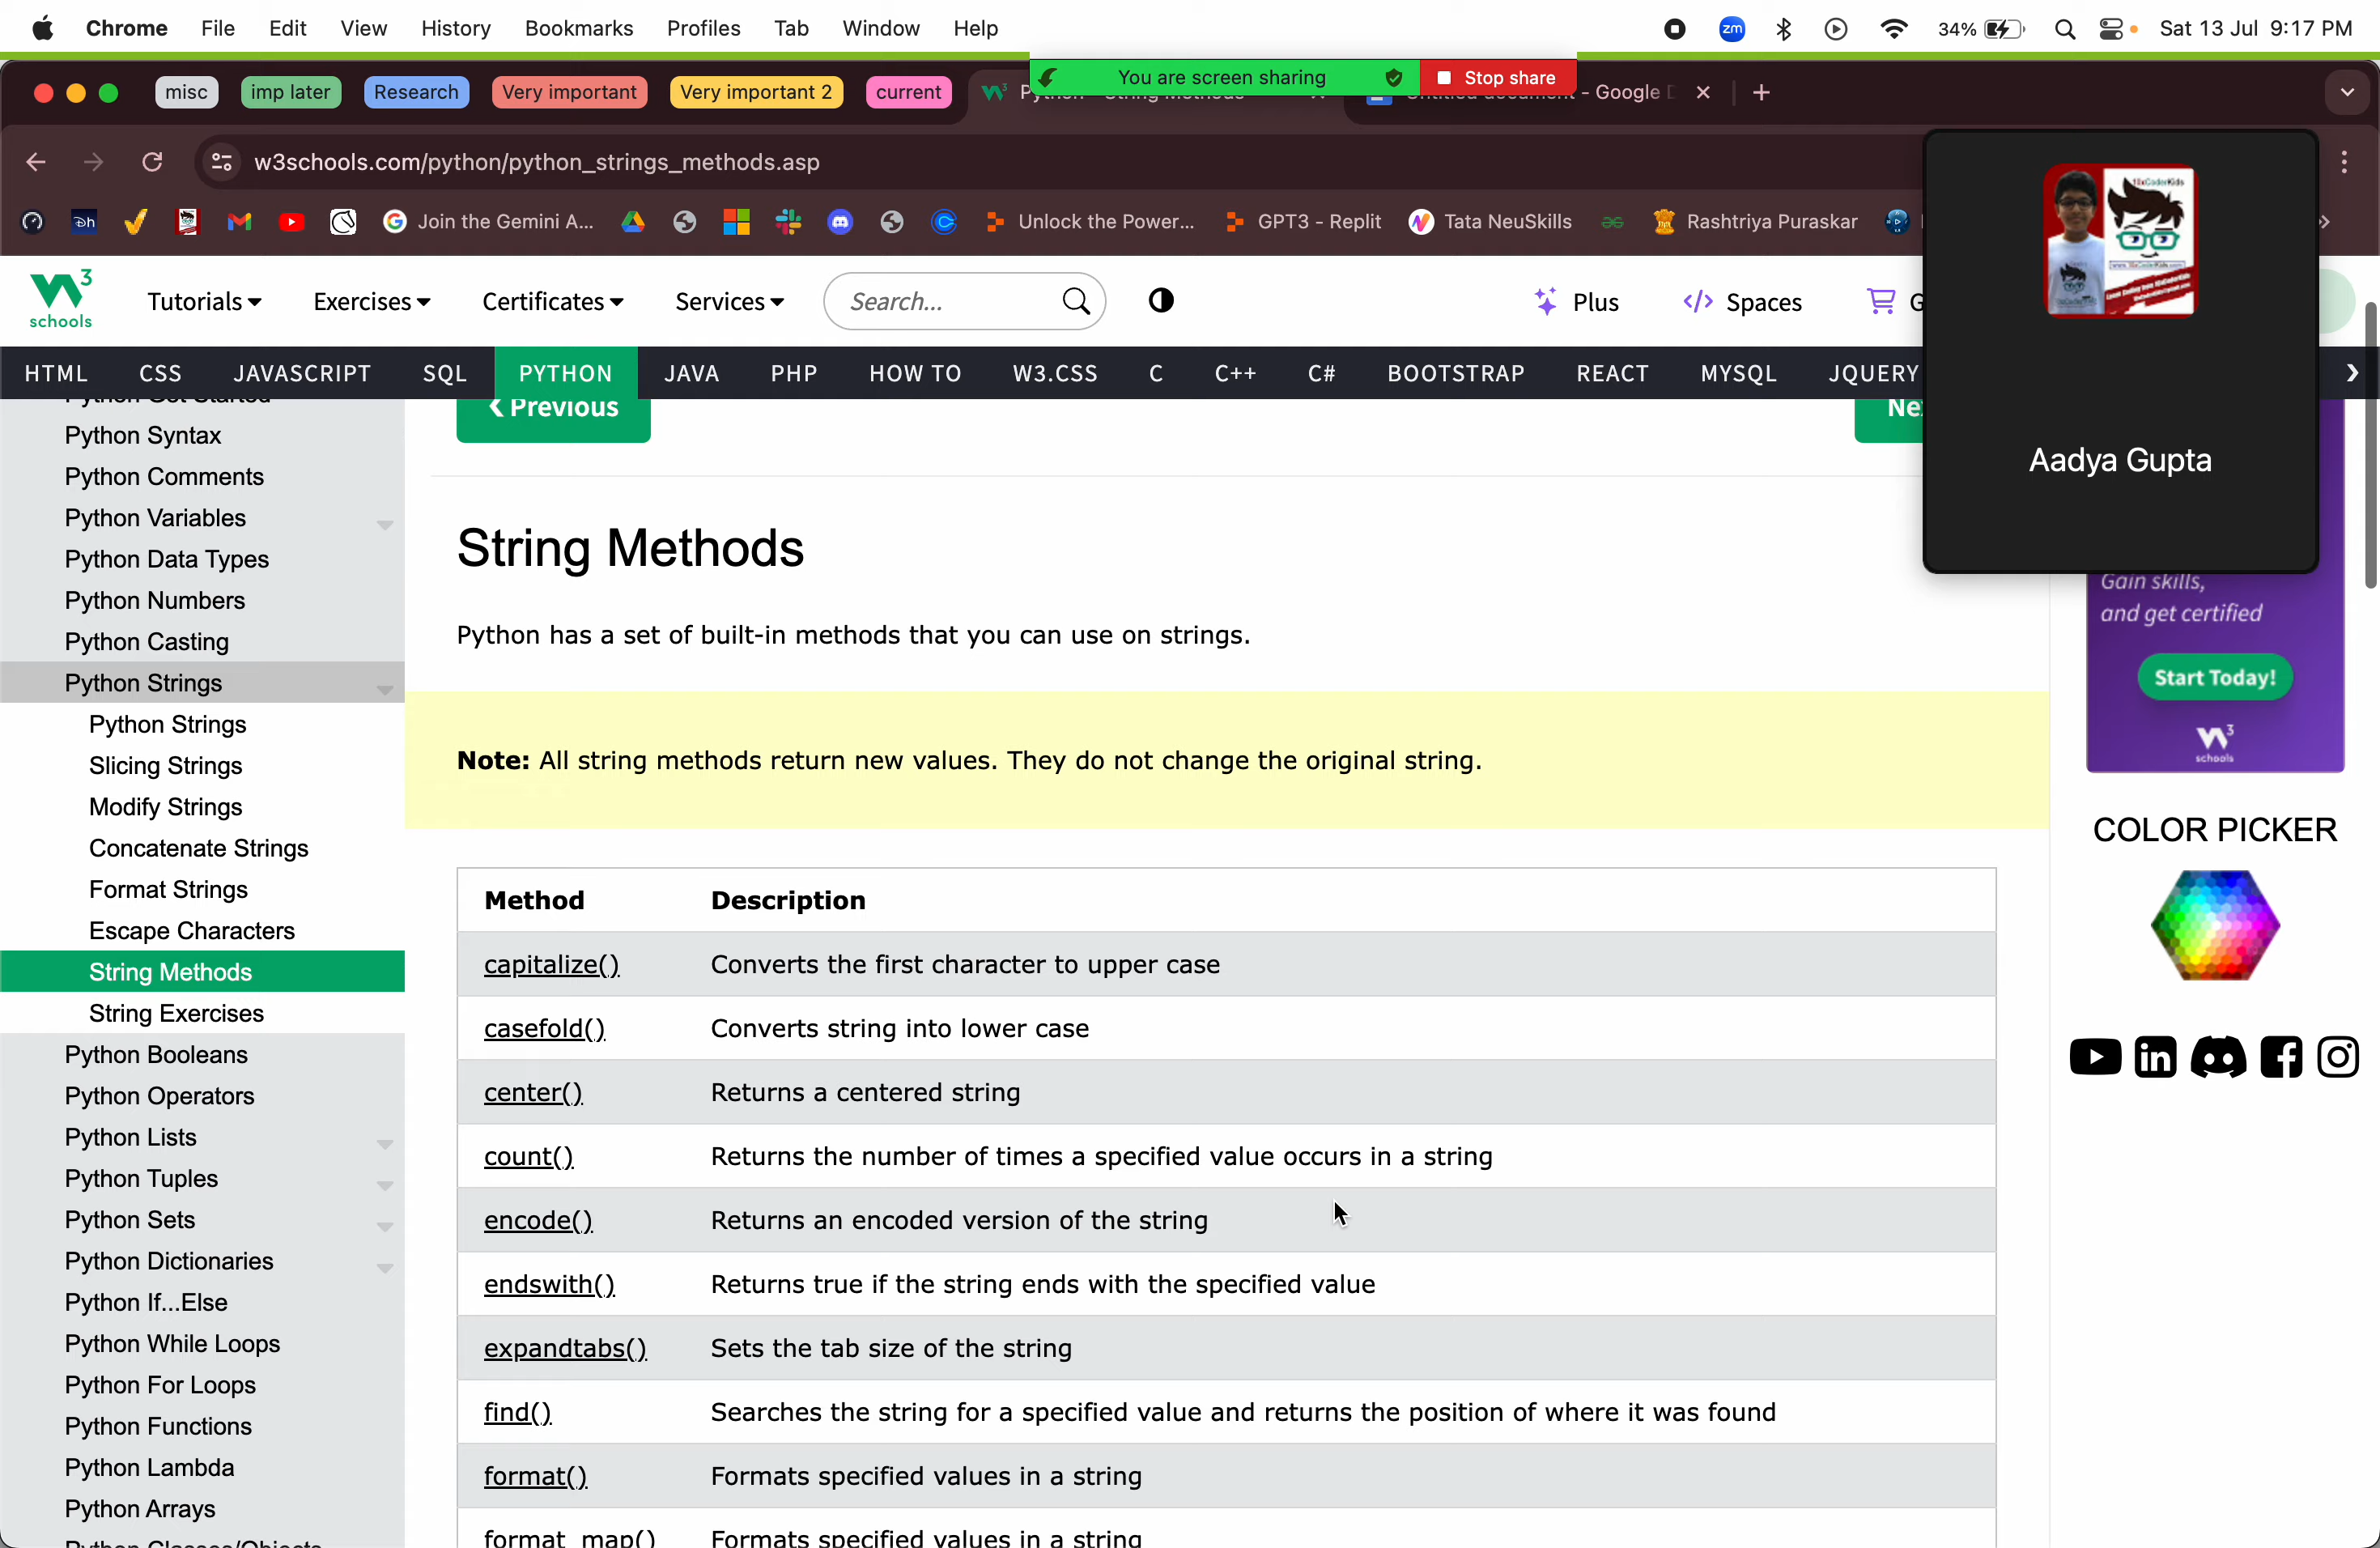 Chrome File Edit View History Bookmarks Profiles Tab Window Help
zm 34% Sat 13 Jul 9:17 PM
You are screen sharing Stop share
misc imp later Research Very important Very important 2 current - Google
w3schools.com/python/python_strings_methods.asp
Join the Gemini A... Unlock the Power... GPT3 - Replit Tata NeuSkills Rashtriya Puraskar
Aadya Gupta
schools
Tutorials Exercises Certificates Services Search... Plus Spaces
HTML CSS JAVASCRIPT SQL PYTHON JAVA PHP HOW TO W3.CSS C C++ C# BOOTSTRAP REACT MYSQL JQUERY
Python Syntax
Python Comments
Python Variables
Python Data Types
Python Numbers
Python Casting
Python Strings
Python Strings
Slicing Strings
Modify Strings
Concatenate Strings
Format Strings
Escape Characters
String Methods
String Exercises
Python Booleans
Python Operators
Python Lists
Python Tuples
Python Sets
Python Dictionaries
Python If...Else
Python While Loops
Python For Loops
Python Functions
Python Lambda
Python Arrays
❮ Previous
String Methods
Python has a set of built-in methods that you can use on strings.
Note: All string methods return new values. They do not change the original string.
Method Description
capitalize() Converts the first character to upper case
casefold() Converts string into lower case
center() Returns a centered string
count() Returns the number of times a specified value occurs in a string
encode() Returns an encoded version of the string
endswith() Returns true if the string ends with the specified value
expandtabs() Sets the tab size of the string
find() Searches the string for a specified value and returns the position of where it was found
format() Formats specified values in a string
format_map() Formats specified values in a string
Gain skills,
and get certified
Start Today!
schools
COLOR PICKER